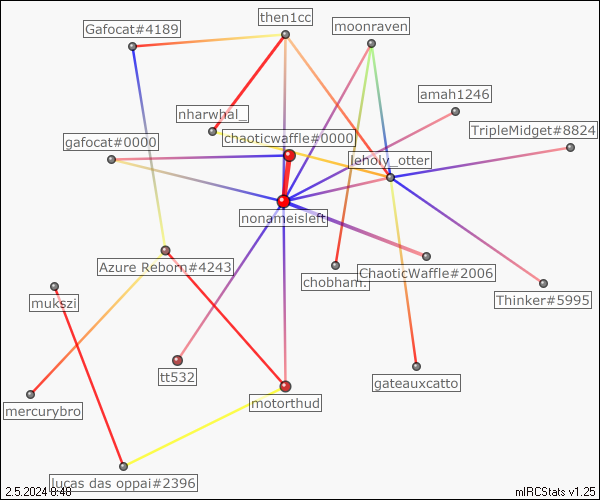 then1cc
Gafocat#4189
moonraven
amah1246
nharwhal_
TripleMidget#8824
chaoticwaffle#0000
gafocat#0000
leholy_otter
nonameisleft
Azure Reborn#4243
ChaoticWaffle#2006
chobham.
mukszi
Thinker#5995
tt532
gateauxcatto
motorthud
mercurybro
lucas das oppai#2396
2.5.2024 0:40
mIRCStats v1.25